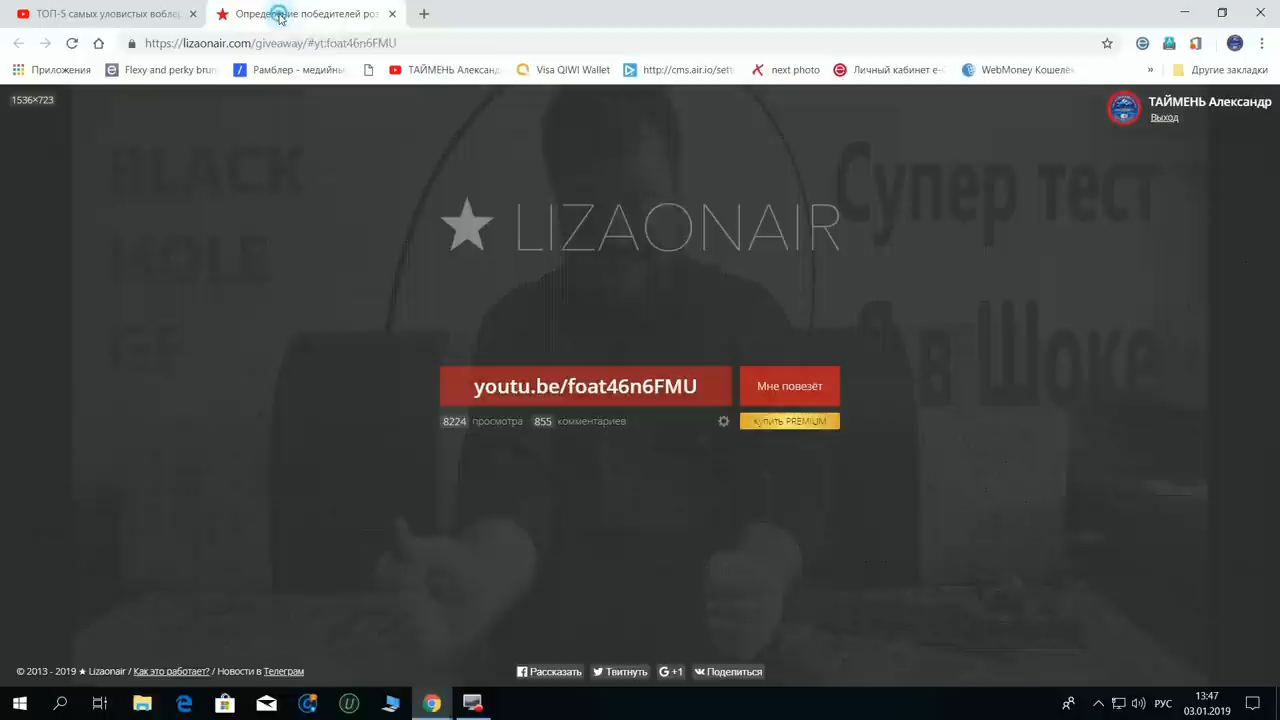 ТОП-5 самых уловистых воблер
Определение победителей роз
https://lizaonair.com/giveaway/#yt:foat46n6FMU
Приложения
Flexy and perky brun
Рамблер - медийны
ТАЙМЕНЬ Александ
Visa QIWI Wallet
http://cms.air.io/sett
next photo
Личный кабинет e-
WebMoney Кошелё
»
Другие закладки
1536×723
ТАЙМЕНЬ Александр
Выход
BLACK
HOLE
Супер тест
Я в Шоке
LIZAONAIR
youtu.be/foat46n6FMU
Мне повезёт
8224 просмотра 855 комментариев
Купить PREMIUM
© 2013 - 2019 ★ Lizaonair / Как это работает? / Новости в Телеграм
Рассказать
Твитнуть
G+1
Поделиться
РУС
13:47
03.01.2019